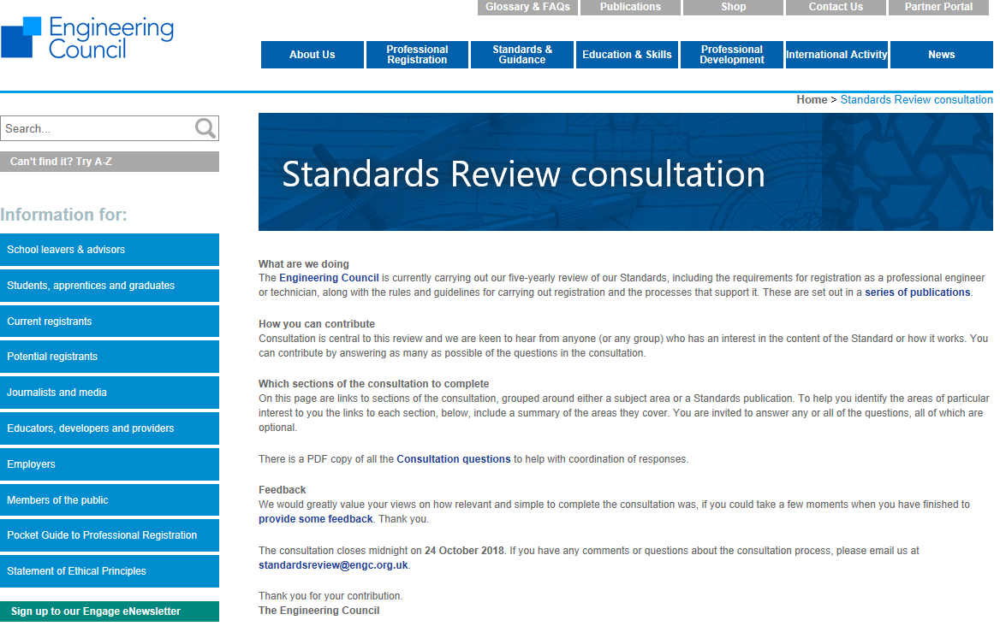 Glossary & FAQs
Publications
Shop
Contact Us
Partner Portal
Engineering
Council
About Us
Professional
Registration
Standards &
Guidance
Education & Skills
Professional
Development
International Activity
News
Home > Standards Review consultation
Search...
Can't find it? Try A-Z
Information for:
School leavers & advisors
Students, apprentices and graduates
Current registrants
Potential registrants
Journalists and media
Educators, developers and providers
Employers
Members of the public
Pocket Guide to Professional Registration
Statement of Ethical Principles
Sign up to our Engage eNewsletter
Standards Review consultation
What are we doing
The Engineering Council is currently carrying out our five-yearly review of our Standards, including the requirements for registration as a professional engineer
or technician, along with the rules and guidelines for carrying out registration and the processes that support it. These are set out in a series of publications.
How you can contribute
Consultation is central to this review and we are keen to hear from anyone (or any group) who has an interest in the content of the Standard or how it works. You
can contribute by answering as many as possible of the questions in the consultation.
Which sections of the consultation to complete
On this page are links to sections of the consultation, grouped around either a subject area or a Standards publication. To help you identify the areas of particular
interest to you the links to each section, below, include a summary of the areas they cover. You are invited to answer any or all of the questions, all of which are
optional.
There is a PDF copy of all the Consultation questions to help with coordination of responses.
Feedback
We would greatly value your views on how relevant and simple to complete the consultation was, if you could take a few moments when you have finished to
provide some feedback. Thank you.
The consultation closes midnight on 24 October 2018. If you have any comments or questions about the consultation process, please email us at
standardsreview@engc.org.uk.
Thank you for your contribution.
The Engineering Council